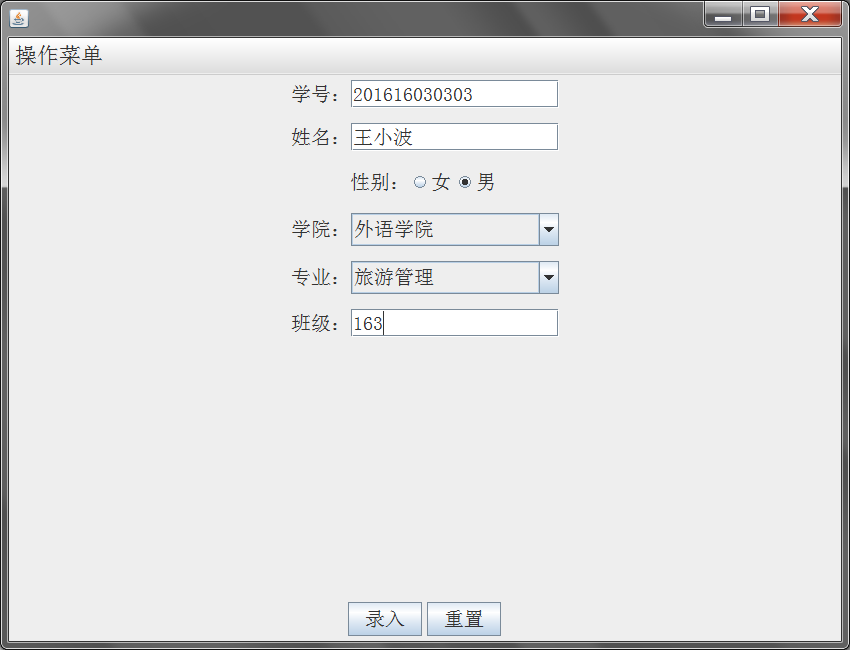 操作菜单
学号： 201616030303
姓名： 王小波
性别： 女 男
学院： 外语学院
专业： 旅游管理
班级： 163
录入 重置